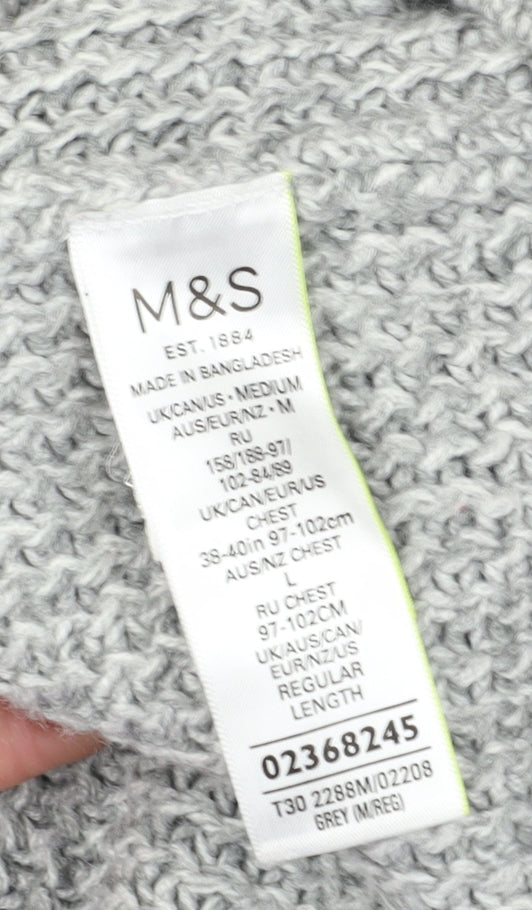 M&S
EST. 1884
MADE IN BANGLADESH
UK/CAN/US · MEDIUM
AUS/EUR/NZ · M
RU
158/188-97/
102-84/89
UK/CAN/EUR/US
CHEST
38-40in 97-102cm
AUS/NZ CHEST
L
RU CHEST
97-102CM
UK/AUS/CAN/
EUR/NZ/US
REGULAR
LENGTH
02368245
T30 2288M/02208
GREY (M/REG)